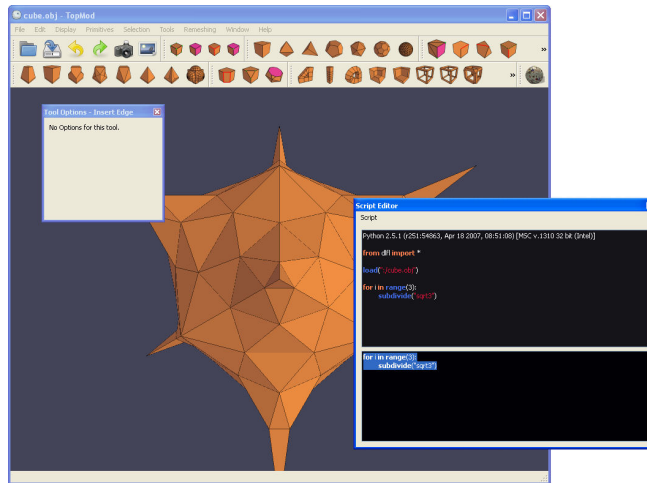 cube.obj - TopMod
File Edit Display Primitives Selection Tools Remeshing Window Help
»
»
Tool Options - Insert Edge
No Options for this tool.
Script Editor
Script
Python 2.5.1 (r251:54863, Apr 18 2007, 08:51:08) [MSC v.1310 32 bit (Intel)]
from dlfl import *
load("./cube.obj")
for i in range(3):
subdivide("sqrt3")
for i in range(3):
subdivide("sqrt3")